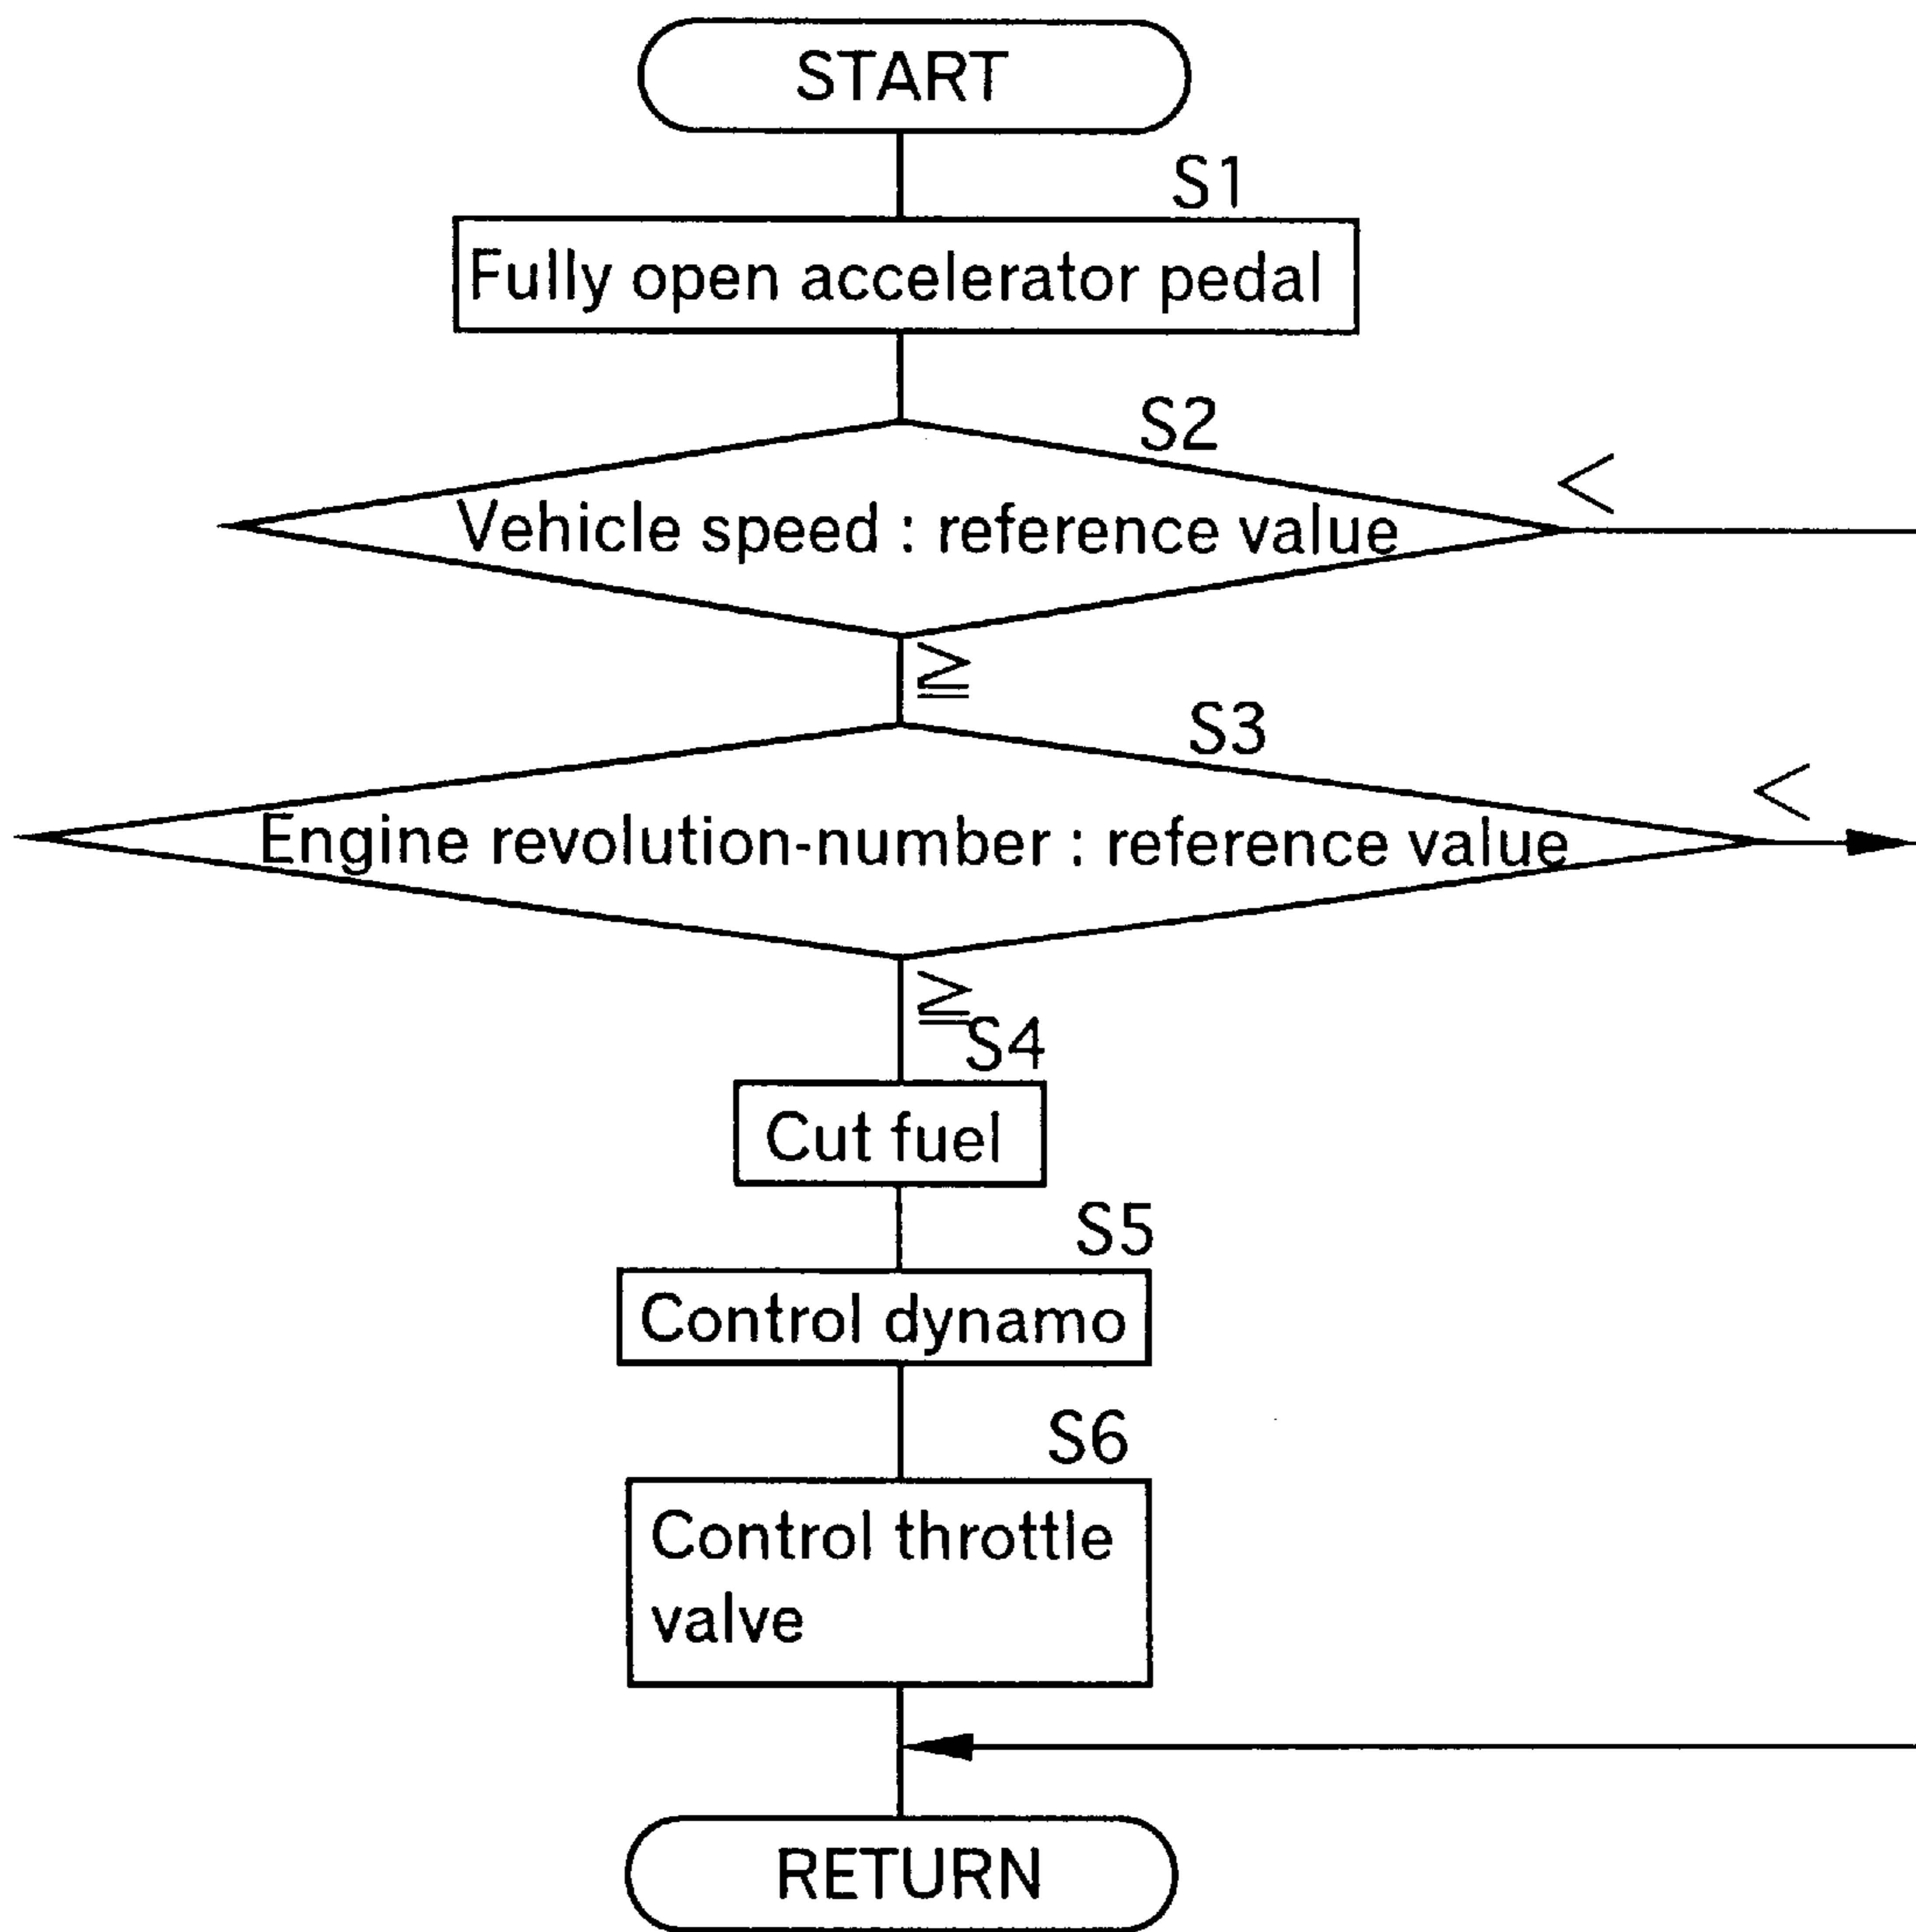 START
S1
Fully open accelerator pedal
S2
<
Vehicle speed : reference value
≧
S3
<
Engine revolution-number : reference value
≧
S4
Cut fuel
S5
Control dynamo
S6
Control throttle
valve
RETURN